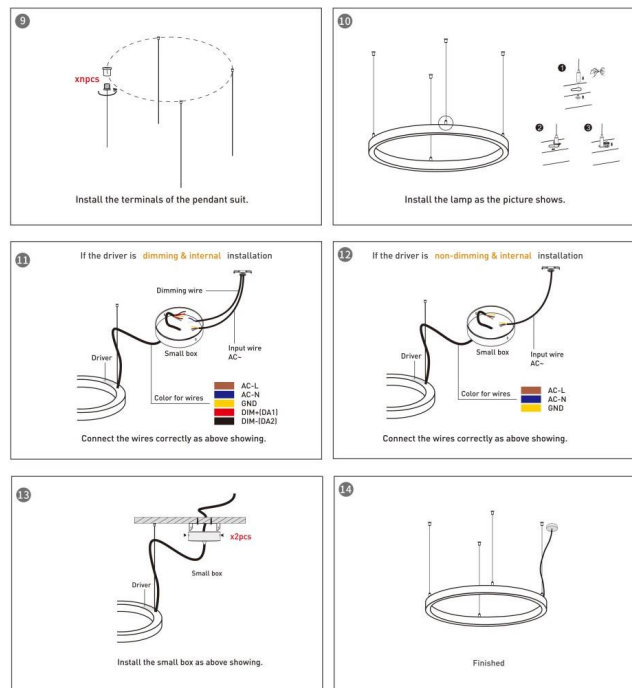 9
xnpcs
Install the terminals of the pendant suit.
10
1
2
3
Install the lamp as the picture shows.
11
If the driver is dimming & internal installation
Dimming wire
Small box
Input wire
AC~
Driver
Color for wires
AC-L
AC-N
GND
DIM+(DA1)
DIM-(DA2)
Connect the wires correctly as above showing.
12
If the driver is non-dimming & internal installation
Small box
Input wire
AC~
Driver
Color for wires
AC-L
AC-N
GND
Connect the wires correctly as above showing.
13
x2pcs
Small box
Driver
Install the small box as above showing.
14
Finished